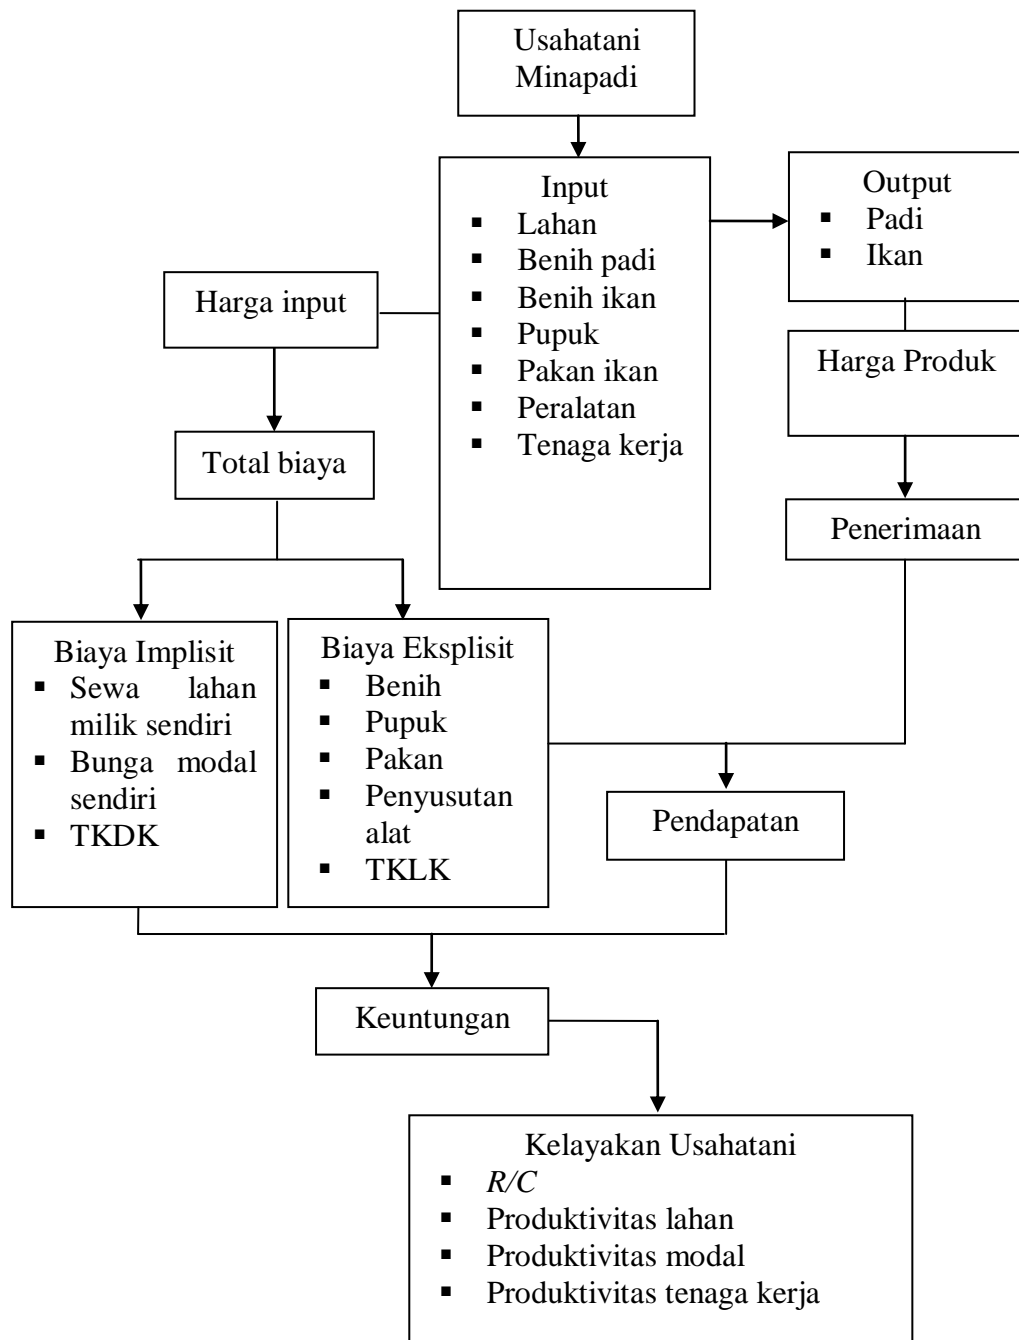 Usahatani
Minapadi
Input
▪ Lahan
▪ Benih padi
▪ Benih ikan
▪ Pupuk
▪ Pakan ikan
▪ Peralatan
▪ Tenaga kerja
Output
▪ Padi
▪ Ikan
Harga input
Harga Produk
Total biaya
Penerimaan
Biaya Implisit
▪ Sewa lahan
milik sendiri
▪ Bunga modal
sendiri
▪ TKDK
Biaya Eksplisit
▪ Benih
▪ Pupuk
▪ Pakan
▪ Penyusutan
alat
▪ TKLK
Pendapatan
Keuntungan
Kelayakan Usahatani
▪ R/C
▪ Produktivitas lahan
▪ Produktivitas modal
▪ Produktivitas tenaga kerja